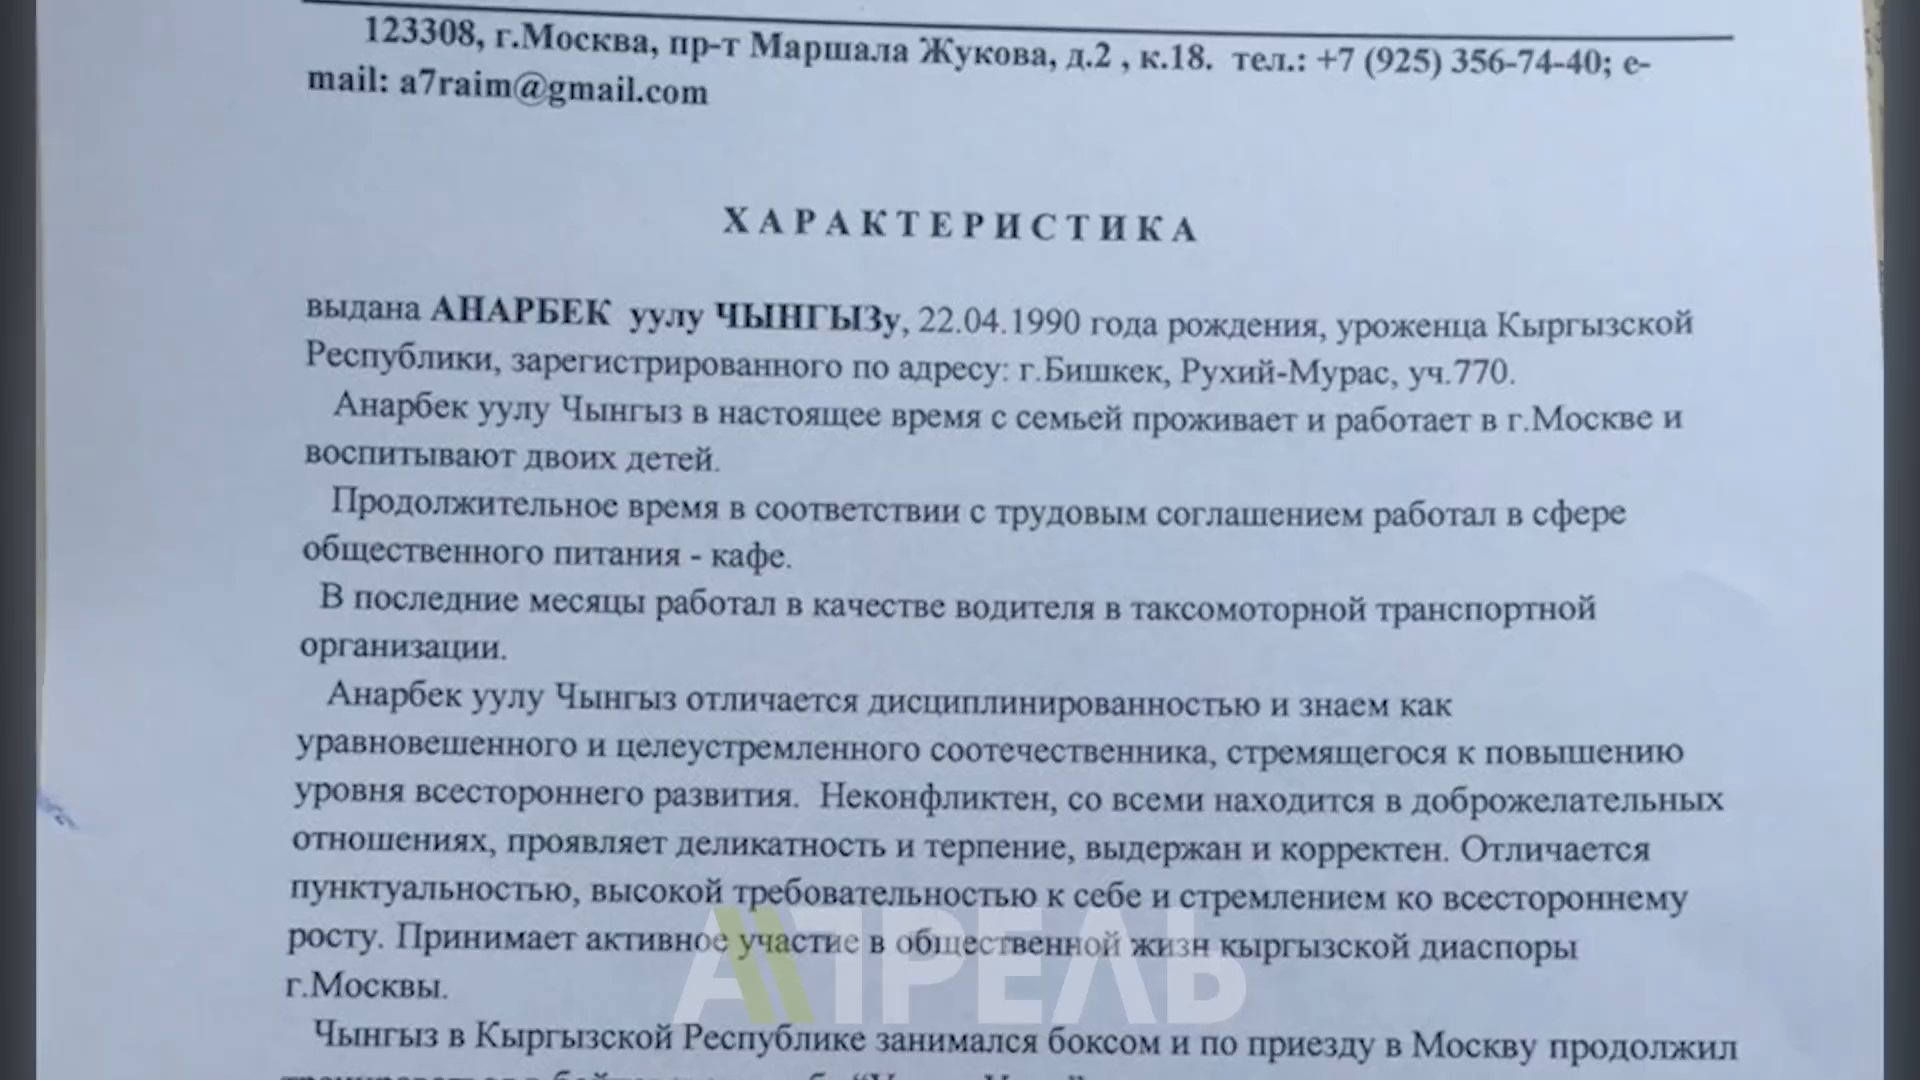 123308, г.Москва, пр-т Маршала Жукова, д.2 , к.18. тел.: +7 (925) 356-74-40; e-
mail: a7raim@gmail.com
ХАРАКТЕРИСТИКА
выдана АНАРБЕК уулу ЧЫНГЫЗу, 22.04.1990 года рождения, уроженца Кыргызской
Республики, зарегистрированного по адресу: г.Бишкек, Рухий-Мурас, уч.770.
Анарбек уулу Чынгыз в настоящее время с семьей проживает и работает в г.Москве и
воспитывают двоих детей.
Продолжительное время в соответствии с трудовым соглашением работал в сфере
общественного питания - кафе.
В последние месяцы работал в качестве водителя в таксомоторной транспортной
организации.
Анарбек уулу Чынгыз отличается дисциплинированностью и знаем как
уравновешенного и целеустремленного соотечественника, стремящегося к повышению
уровня всестороннего развития. Неконфликтен, со всеми находится в доброжелательных
отношениях, проявляет деликатность и терпение, выдержан и корректен. Отличается
пунктуальностью, высокой требовательностью к себе и стремлением ко всестороннему
росту. Принимает активное участие в общественной жизн кыргызской диаспоры
г.Москвы.
АПРЕЛЬ
Чынгыз в Кыргызской Республике занимался боксом и по приезду в Москву продолжил